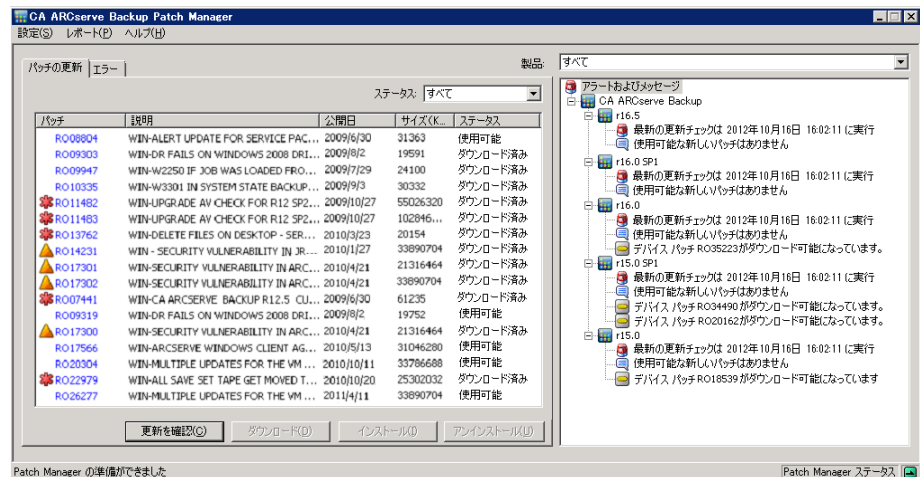 CA ARCserve Backup Patch Manager
設定(S) レポート(P) ヘルプ(H)
パッチの更新 エラー
製品: すべて
ステータス: すべて
パッチ 説明 公開日 サイズ(K... ステータス
RO08804 WIN-ALERT UPDATE FOR SERVICE PAC... 2009/6/30 31363 使用可能
RO09303 WIN-DR FAILS ON WINDOWS 2008 DRI... 2009/8/2 19591 ダウンロード済み
RO09947 WIN-W2250 IF JOB WAS LOADED FRO... 2009/7/29 24100 ダウンロード済み
RO10335 WIN-W3301 IN SYSTEM STATE BACKUP... 2009/9/3 30332 ダウンロード済み
RO11482 WIN-UPGRADE AV CHECK FOR R12 SP2... 2009/10/27 55026320 ダウンロード済み
RO11483 WIN-UPGRADE AV CHECK FOR R12 SP2... 2009/10/27 102846... ダウンロード済み
RO13762 WIN-DELETE FILES ON DESKTOP - SER... 2010/3/23 20154 ダウンロード済み
RO14231 WIN - SECURITY VULNERABILITY IN JR... 2010/1/27 33890704 ダウンロード済み
RO17301 WIN-SECURITY VULNERABILITY IN ARC... 2010/4/21 21316464 ダウンロード済み
RO17302 WIN-SECURITY VULNERABILITY IN ARC... 2010/4/21 33890704 ダウンロード済み
RO07441 WIN-CA ARCSERVE BACKUP R12.5 CU... 2009/6/30 61235 ダウンロード済み
RO09319 WIN-DR FAILS ON WINDOWS 2008 DRI... 2009/8/2 19752 使用可能
RO17300 WIN-SECURITY VULNERABILITY IN ARC... 2010/4/21 21316464 ダウンロード済み
RO17566 WIN-ARCSERVE WINDOWS CLIENT AG... 2010/5/13 31046280 使用可能
RO20304 WIN-MULTIPLE UPDATES FOR THE VM ... 2010/10/11 33786688 使用可能
RO22979 WIN-ALL SAVE SET TAPE GET MOVED T... 2010/10/20 25302032 ダウンロード済み
RO26277 WIN-MULTIPLE UPDATES FOR THE VM ... 2011/4/11 33890704 使用可能
更新を確認(C) ダウンロード(D) インストール(I) アンインストール(U)
アラートおよびメッセージ
CA ARCserve Backup
r16.5
最新の更新チェックは 2012年10月16日 16:02:11 に実行
使用可能な新しいパッチはありません
r16.0 SP1
最新の更新チェックは 2012年10月16日 16:02:11 に実行
使用可能な新しいパッチはありません
r16.0
最新の更新チェックは 2012年10月16日 16:02:11 に実行
使用可能な新しいパッチはありません
デバイス パッチ RO35223がダウンロード可能になっています。
r15.0 SP1
最新の更新チェックは 2012年10月16日 16:02:11 に実行
使用可能な新しいパッチはありません
デバイス パッチ RO34490 がダウンロード可能になっています。
デバイス パッチ RO20162 がダウンロード可能になっています。
r15.0
最新の更新チェックは 2012年10月16日 16:02:11 に実行
使用可能な新しいパッチはありません
デバイス パッチ RO18539 がダウンロード可能になっています
Patch Manager の準備ができました
Patch Manager ステータス